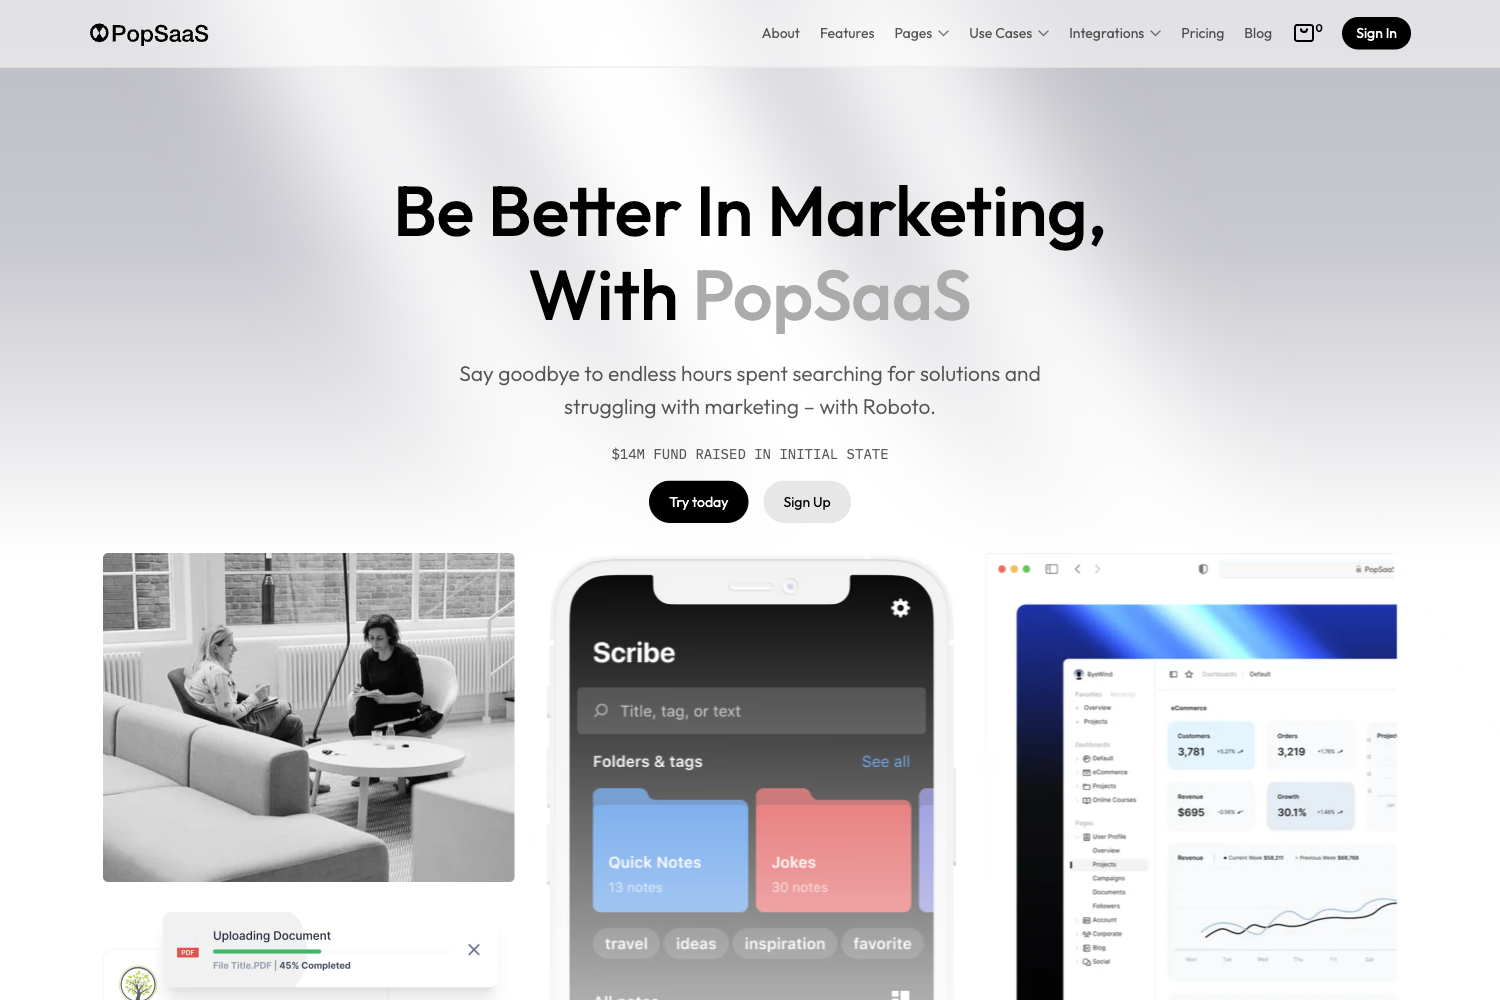 PopSaaS
About
Features
Pages
Use Cases
Integrations
Pricing
Blog
0
Sign In
Be Better In Marketing,
With PopSaaS
Say goodbye to endless hours spent searching for solutions and
struggling with marketing – with Roboto.
$14M FUND RAISED IN INITIAL STATE
Try today
Sign Up
Uploading Document
PDF
File Title.PDF | 45% Completed
Scribe
Title, tag, or text
Folders & tags
See all
Quick Notes
13 notes
Jokes
30 notes
travel
ideas
inspiration
favorite
All notes
PopSaaS
ByeWind
Favorites
Recently
Overview
Projects
Dashboards
Default
eCommerce
Projects
Online Courses
Pages
User Profile
Overview
Projects
Campaigns
Documents
Followers
Account
Corporate
Blog
Social
Dashboards
Default
eCommerce
Customers
3,781
+5.27%
Orders
3,219
+1.78%
Revenue
$695
-0.56%
Growth
30.1%
+1.48%
Project
Jan
Revenue
Current Week $58,211
Previous Week $68,768
Mon
Tue
Wed
Thu
Fri
Sat